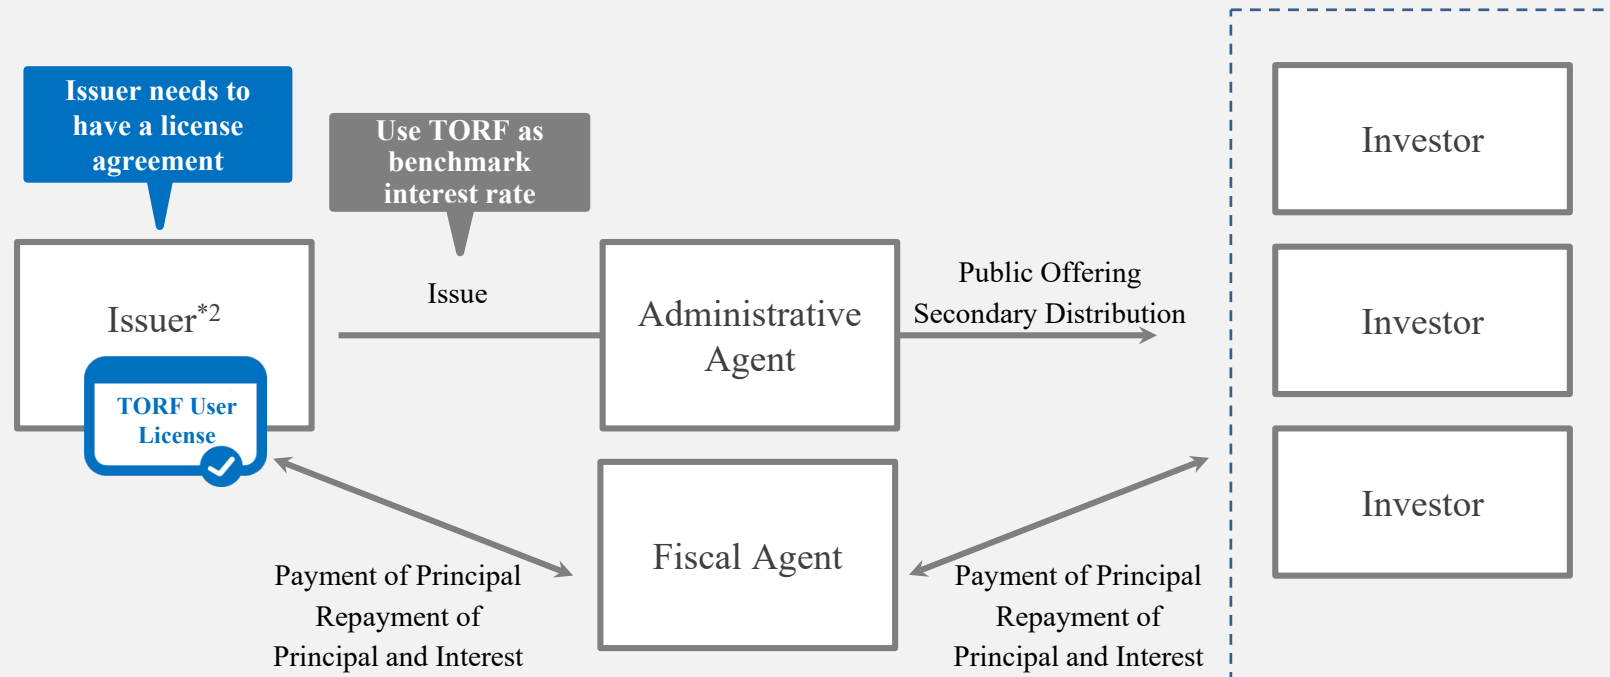 Issuer needs to
have a license
agreement
Use TORF as
benchmark
interest rate
Issuer*2
TORF User
License
Issue
Administrative
Agent
Public Offering
Secondary Distribution
Investor
Investor
Investor
Fiscal Agent
Payment of Principal
Repayment of
Principal and Interest
Payment of Principal
Repayment of
Principal and Interest